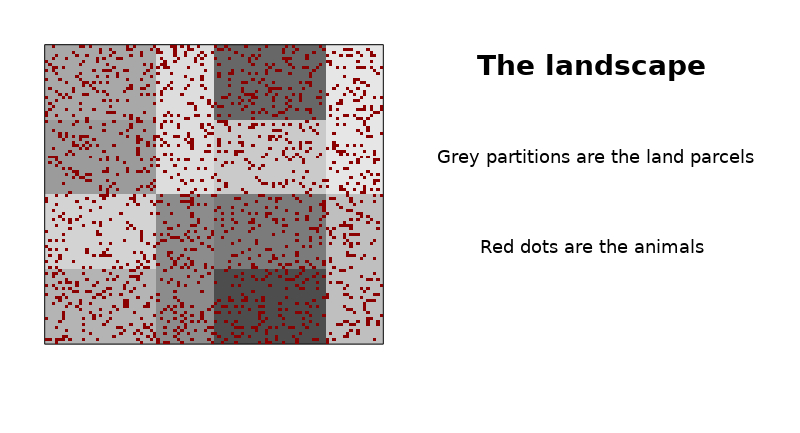 The landscape
Grey partitions are the land parcels
Red dots are the animals